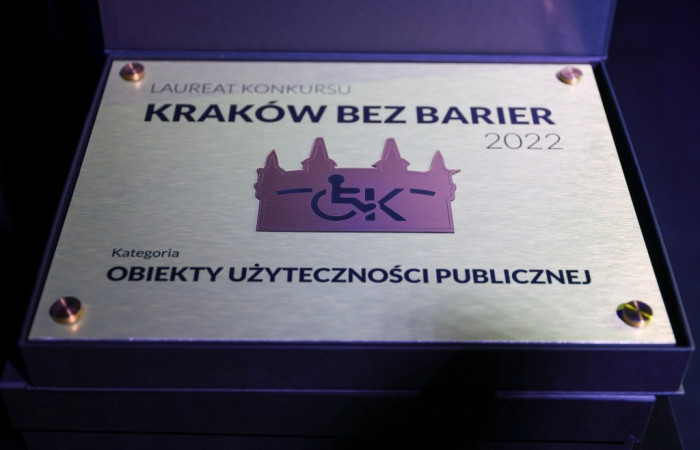 LAUREAT KONKURSU
KRAKÓW BEZ BARIER
2022
K
Kategoria
OBIEKTY UŻYTECZNOŚCI PUBLICZNEJ